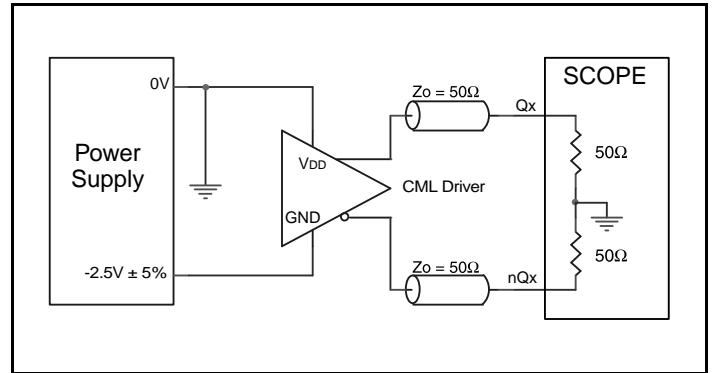 SCOPE
0V
Zo = 50Ω
Qx
Power
Supply
VDD
50Ω
CML Driver
GND
-2.5V ± 5%
Zo = 50Ω
nQx
50Ω